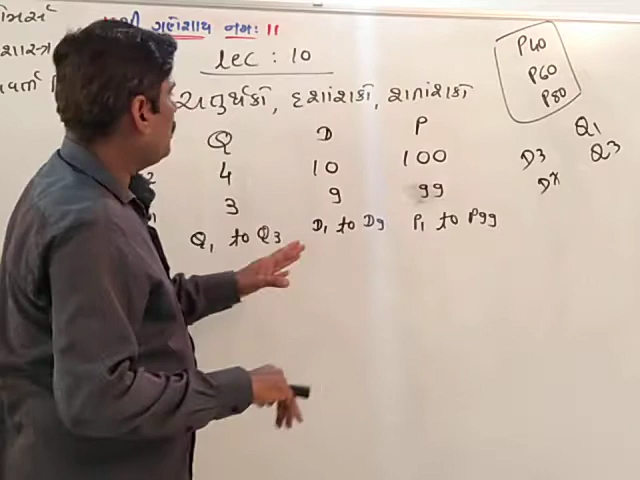 શ્રી ગણેશાય નમઃ ॥
lec : 10
ચતુર્થકો, દશાંશકો, શતાંશકો
Q D P
4 10 100
3 9 99
Q1 to Q3 D1 to D9 P1 to P99
P40
P60
P80
Q1
D3 Q3